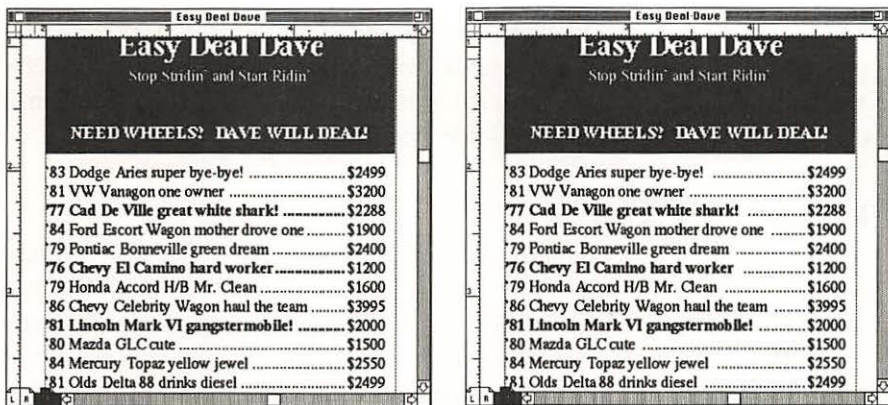 Easy Deal Dave
Easy Deal Dave
Stop Stridin' and Start Ridin'
NEED WHEELS? DAVE WILL DEAL!
'83 Dodge Aries super bye-bye! ........................ $2499
'81 VW Vanagon one owner ........................ $3200
'77 Cad De Ville great white shark! ............... $2288
'84 Ford Escort Wagon mother drove one ....... $1900
'79 Pontiac Bonneville green dream ............... $2400
'76 Chevy El Camino hard worker............... $1200
'79 Honda Accord H/B Mr. Clean ................. $1600
'86 Chevy Celebrity Wagon haul the team ....... $3995
'81 Lincoln Mark VI gangstermobile! ........... $2000
'80 Mazda GLC cute ................................... $1500
'84 Mercury Topaz yellow jewel .................. $2550
'81 Olds Delta 88 drinks diesel ................... $2499
L R
Easy Deal Dave
Easy Deal Dave
Stop Stridin' and Start Ridin'
NEED WHEELS? DAVE WILL DEAL!
'83 Dodge Aries super bye-bye! ........................ $2499
'81 VW Vanagon one owner ........................ $3200
'77 Cad De Ville great white shark! ............... $2288
'84 Ford Escort Wagon mother drove one ....... $1900
'79 Pontiac Bonneville green dream ............... $2400
'76 Chevy El Camino hard worker ............... $1200
'79 Honda Accord H/B Mr. Clean ................. $1600
'86 Chevy Celebrity Wagon haul the team ....... $3995
'81 Lincoln Mark VI gangstermobile! ........... $2000
'80 Mazda GLC cute ................................... $1500
'84 Mercury Topaz yellow jewel .................. $2550
'81 Olds Delta 88 drinks diesel ................... $2499
L R